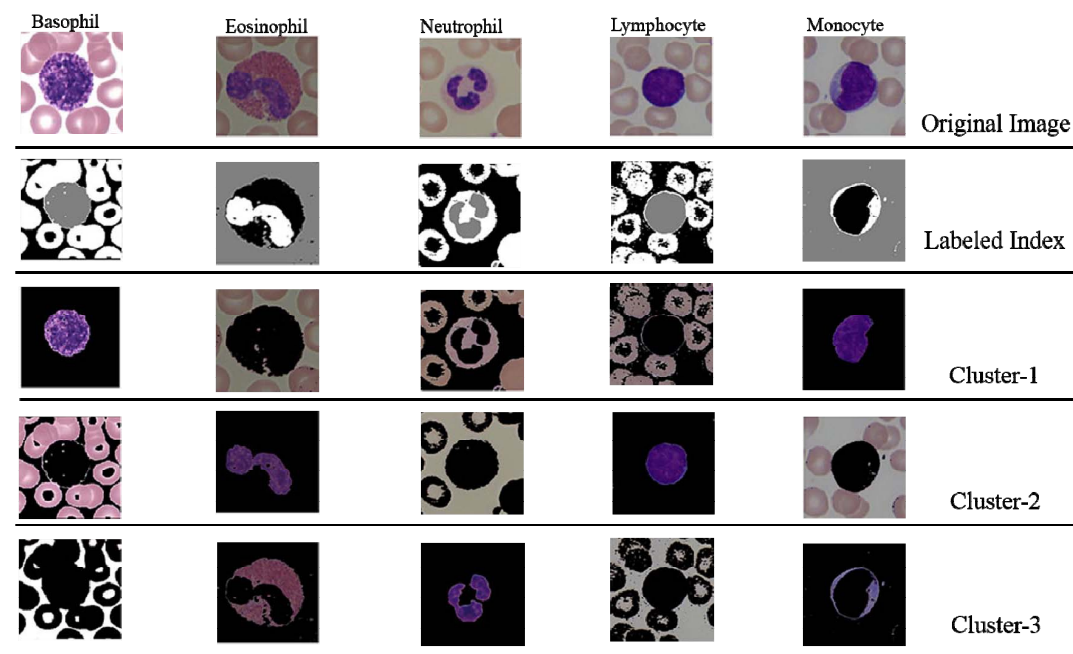 Basophil
Eosinophil
Neutrophil
Lymphocyte
Monocyte
Original Image
Labeled Index
Cluster-1
Cluster-2
Cluster-3